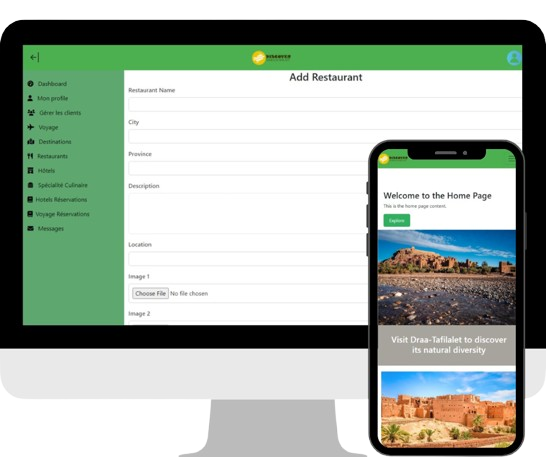 DISCOVER
Add Restaurant
Dashboard
Mon profile
Gérer les clients
Voyage
Destinations
Restaurants
Hôtels
Spécialité Culinaire
Hotels Réservations
Voyage Réservations
Messages
Restaurant Name
City
Province
Description
Location
Image 1
Choose File No file chosen
Image 2
Welcome to the Home Page
This is the home page content.
Explorer
Visit Draa-Tafilalet to discover
its natural diversity